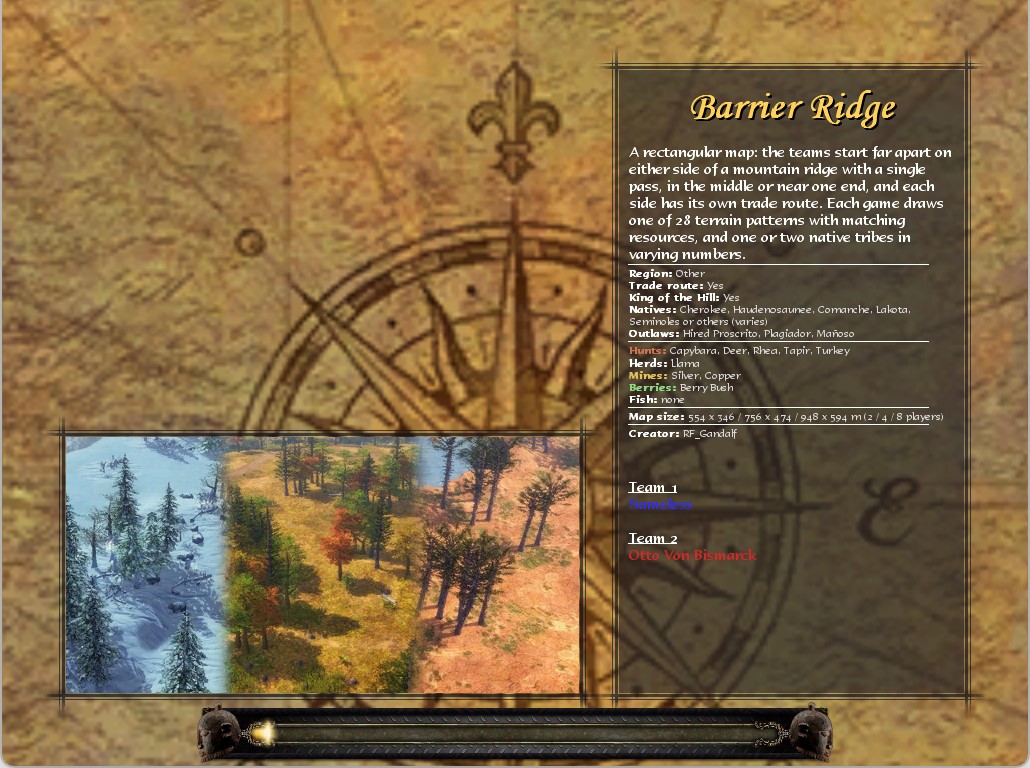 Barrier Ridge
A rectangular map: the teams start far apart on
either side of a mountain ridge with a single
pass, in the middle or near one end, and each
side has its own trade route. Each game draws
one of 28 terrain patterns with matching
resources, and one or two native tribes in
varying numbers.
Region: Other
Trade route: Yes
King of the Hill: Yes
Natives: Cherokee, Haudenosaunee, Comanche, Lakota,
Seminoles or others (varies)
Outlaws: Hired Proscrito, Plagiador, Mañoso
Hunts: Capybara, Deer, Rhea, Tapir, Turkey
Herds: Llama
Mines: Silver, Copper
Berries: Berry Bush
Fish: none
Map size: 554 x 346 / 756 x 474 / 948 x 594 m (2 / 4 / 8 players)
Creator: RF_Gandalf
Team 1
Nameless
E
Team 2
Otto Von Bismarck